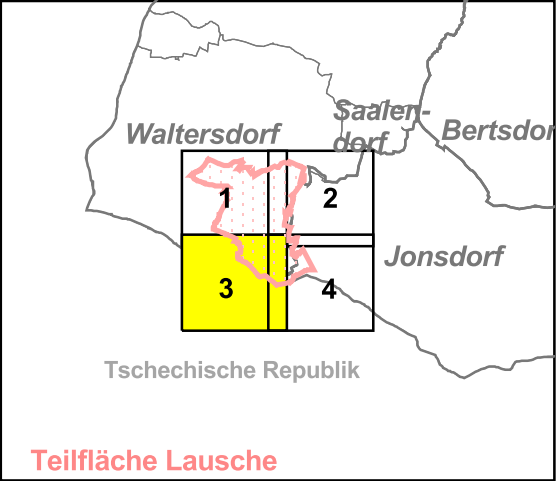 Saalen-
dorf
Waltersdorf
Bertsdor
1
2
Jonsdorf
3
4
Tschechische Republik
Teilfläche Lausche